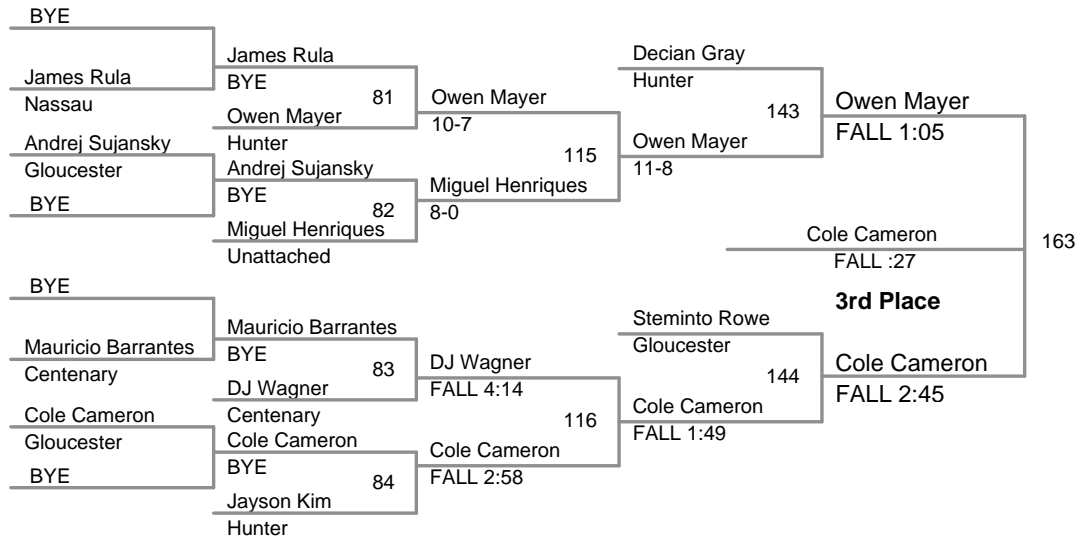 BYE
James Rula
Nassau
Andrej Sujansky
Gloucester
BYE
BYE
Mauricio Barrantes
Centenary
Cole Cameron
Gloucester
BYE
James Rula
BYE
81
Owen Mayer
Hunter
Andrej Sujansky
BYE
82
Miguel Henriques
Unattached
Mauricio Barrantes
BYE
83
DJ Wagner
Centenary
Cole Cameron
BYE
84
Jayson Kim
Hunter
Owen Mayer
10-7
115
Miguel Henriques
8-0
DJ Wagner
FALL 4:14
116
Cole Cameron
FALL 2:58
Decian Gray
Hunter
143
Owen Mayer
11-8
Steminto Rowe
Gloucester
144
Cole Cameron
FALL 1:49
Owen Mayer
FALL 1:05
Cole Cameron
FALL :27
163
3rd Place
Cole Cameron
FALL 2:45